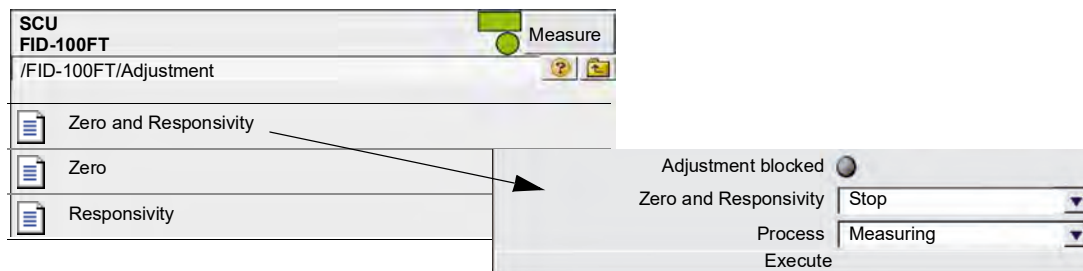 SCU
FID-100FT
Measure
/FID-100FT/Adjustment
?
Zero and Responsivity
Zero
Responsivity
Adjustment blocked
Zero and Responsivity Stop
Process Measuring
Execute